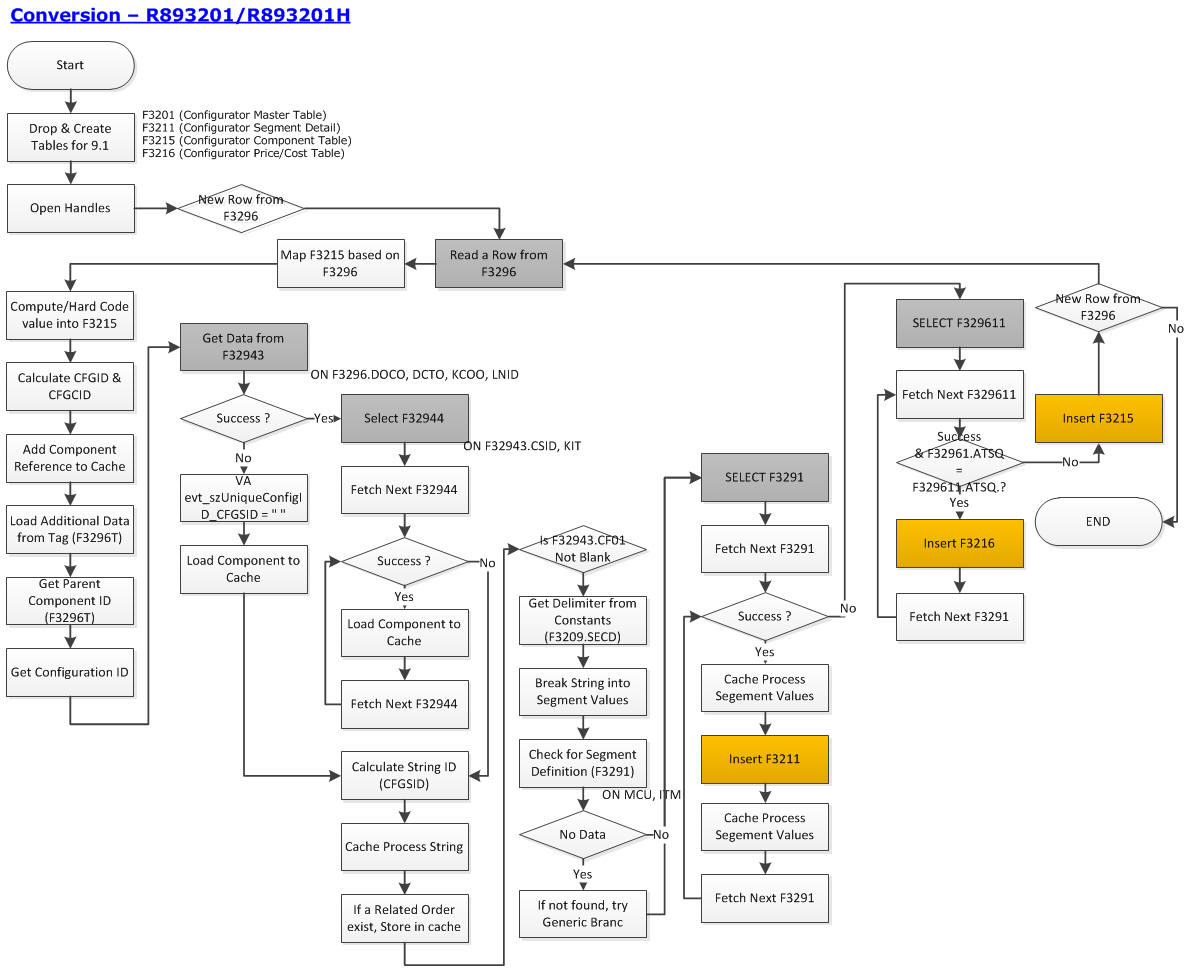 Conversion – R893201/R893201H
Start
Drop & Create
Tables for 9.1
F3201 (Configurator Master Table)
F3211 (Configurator Segment Detail)
F3215 (Configurator Component Table)
F3216 (Configurator Price/Cost Table)
Open Handles
New Row from
F3296
Read a Row from
F3296
Map F3215 based on
F3296
Compute/Hard Code
value into F3215
Calculate CFGID &
CFGCID
Add Component
Reference to Cache
Load Additional Data
from Tag (F3296T)
Get Parent
Component ID
(F3296T)
Get Configuration ID
Get Data from
F32943
ON F3296.DOCO, DCTO, KCOO, LNID
Success ?
Yes
No
VA
evt_szUniqueConfigI
D_CFGSID = " "
Load Component to
Cache
Select F32944
ON F32943.CSID, KIT
Fetch Next F32944
Success ?
No
Yes
Load Component to
Cache
Fetch Next F32944
Calculate String ID
(CFGSID)
Cache Process String
If a Related Order
exist, Store in cache
Is F32943.CF01
Not Blank
Get Delimiter from
Constants
(F3209.SECD)
Break String into
Segment Values
Check for Segment
Definition (F3291)
ON MCU, ITM
No Data
No
Yes
If not found, try
Generic Branc
SELECT F3291
Fetch Next F3291
Success ?
No
Yes
Cache Process
Segement Values
Insert F3211
Cache Process
Segement Values
Fetch Next F3291
SELECT F329611
Fetch Next F329611
Success
& F32961.ATSQ
=
F329611.ATSQ.?
No
Yes
Insert F3216
Fetch Next F3291
Insert F3215
New Row from
F3296
No
END